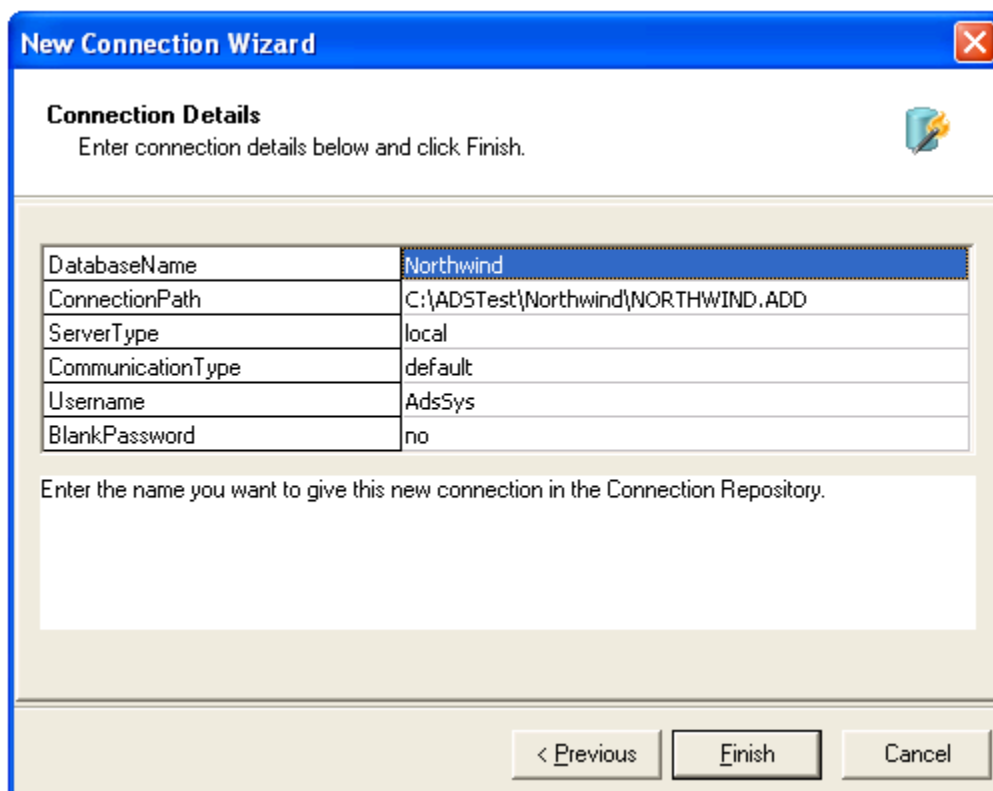 New Connection Wizard
Connection Details
Enter connection details below and click Finish.
DatabaseName Northwind
ConnectionPath C:\ADSTest\Northwind\NORTHWIND.ADD
ServerType local
CommunicationType default
Username AdsSys
BlankPassword no
Enter the name you want to give this new connection in the Connection Repository.
< Previous Finish Cancel